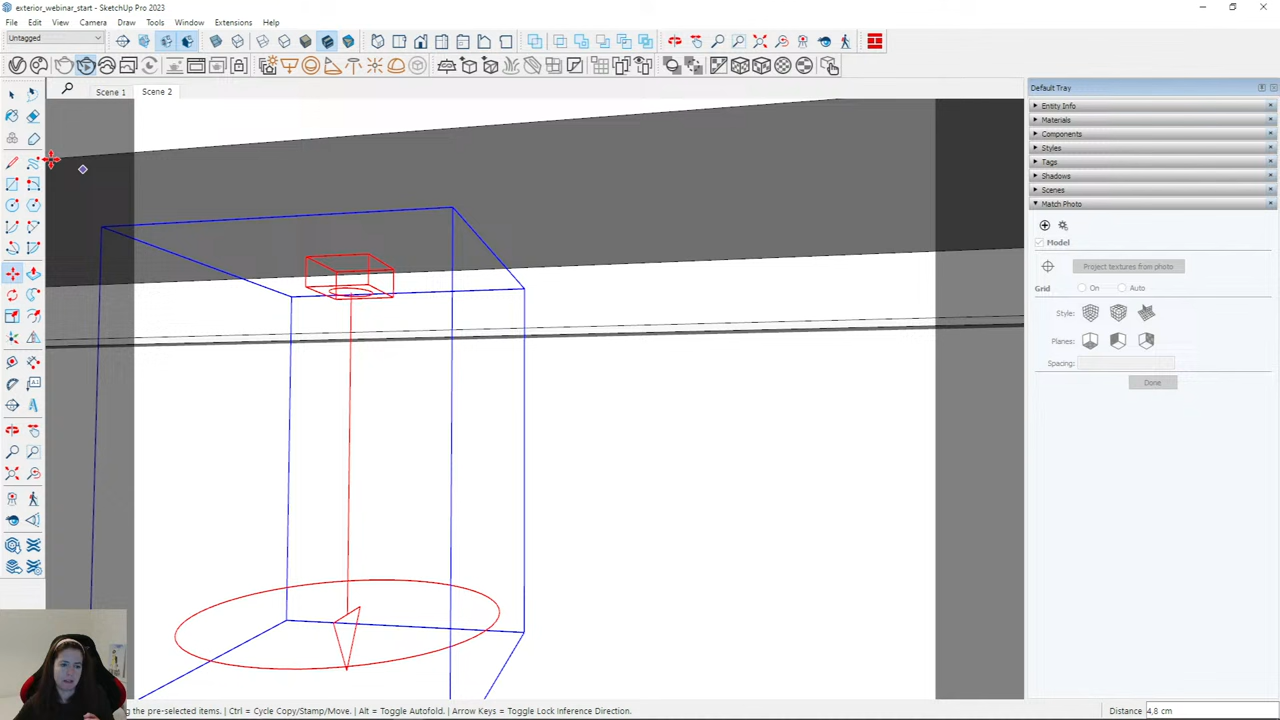 exterior_webinar_start - SketchUp Pro 2023
File Edit View Camera Draw Tools Window Extensions Help
Untagged
Scene 1 Scene 2
Default Tray
Entity Info
Materials
Components
Styles
Tags
Shadows
Scenes
Match Photo
Model
Project textures from photo
Grid On Auto
Style:
Planes:
Spacing:
Done
the pre-selected items. | Ctrl = Cycle Copy/Stamp/Move. | Alt = Toggle Autofold. | Arrow Keys = Toggle Lock Inference Direction.
Distance 4,8 cm